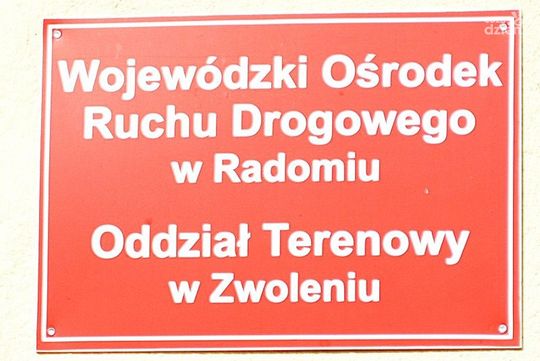 Wojewódzki Ośrodek
Ruchu Drogowego
w Radomiu
Oddział Terenowy
w Zwoleniu